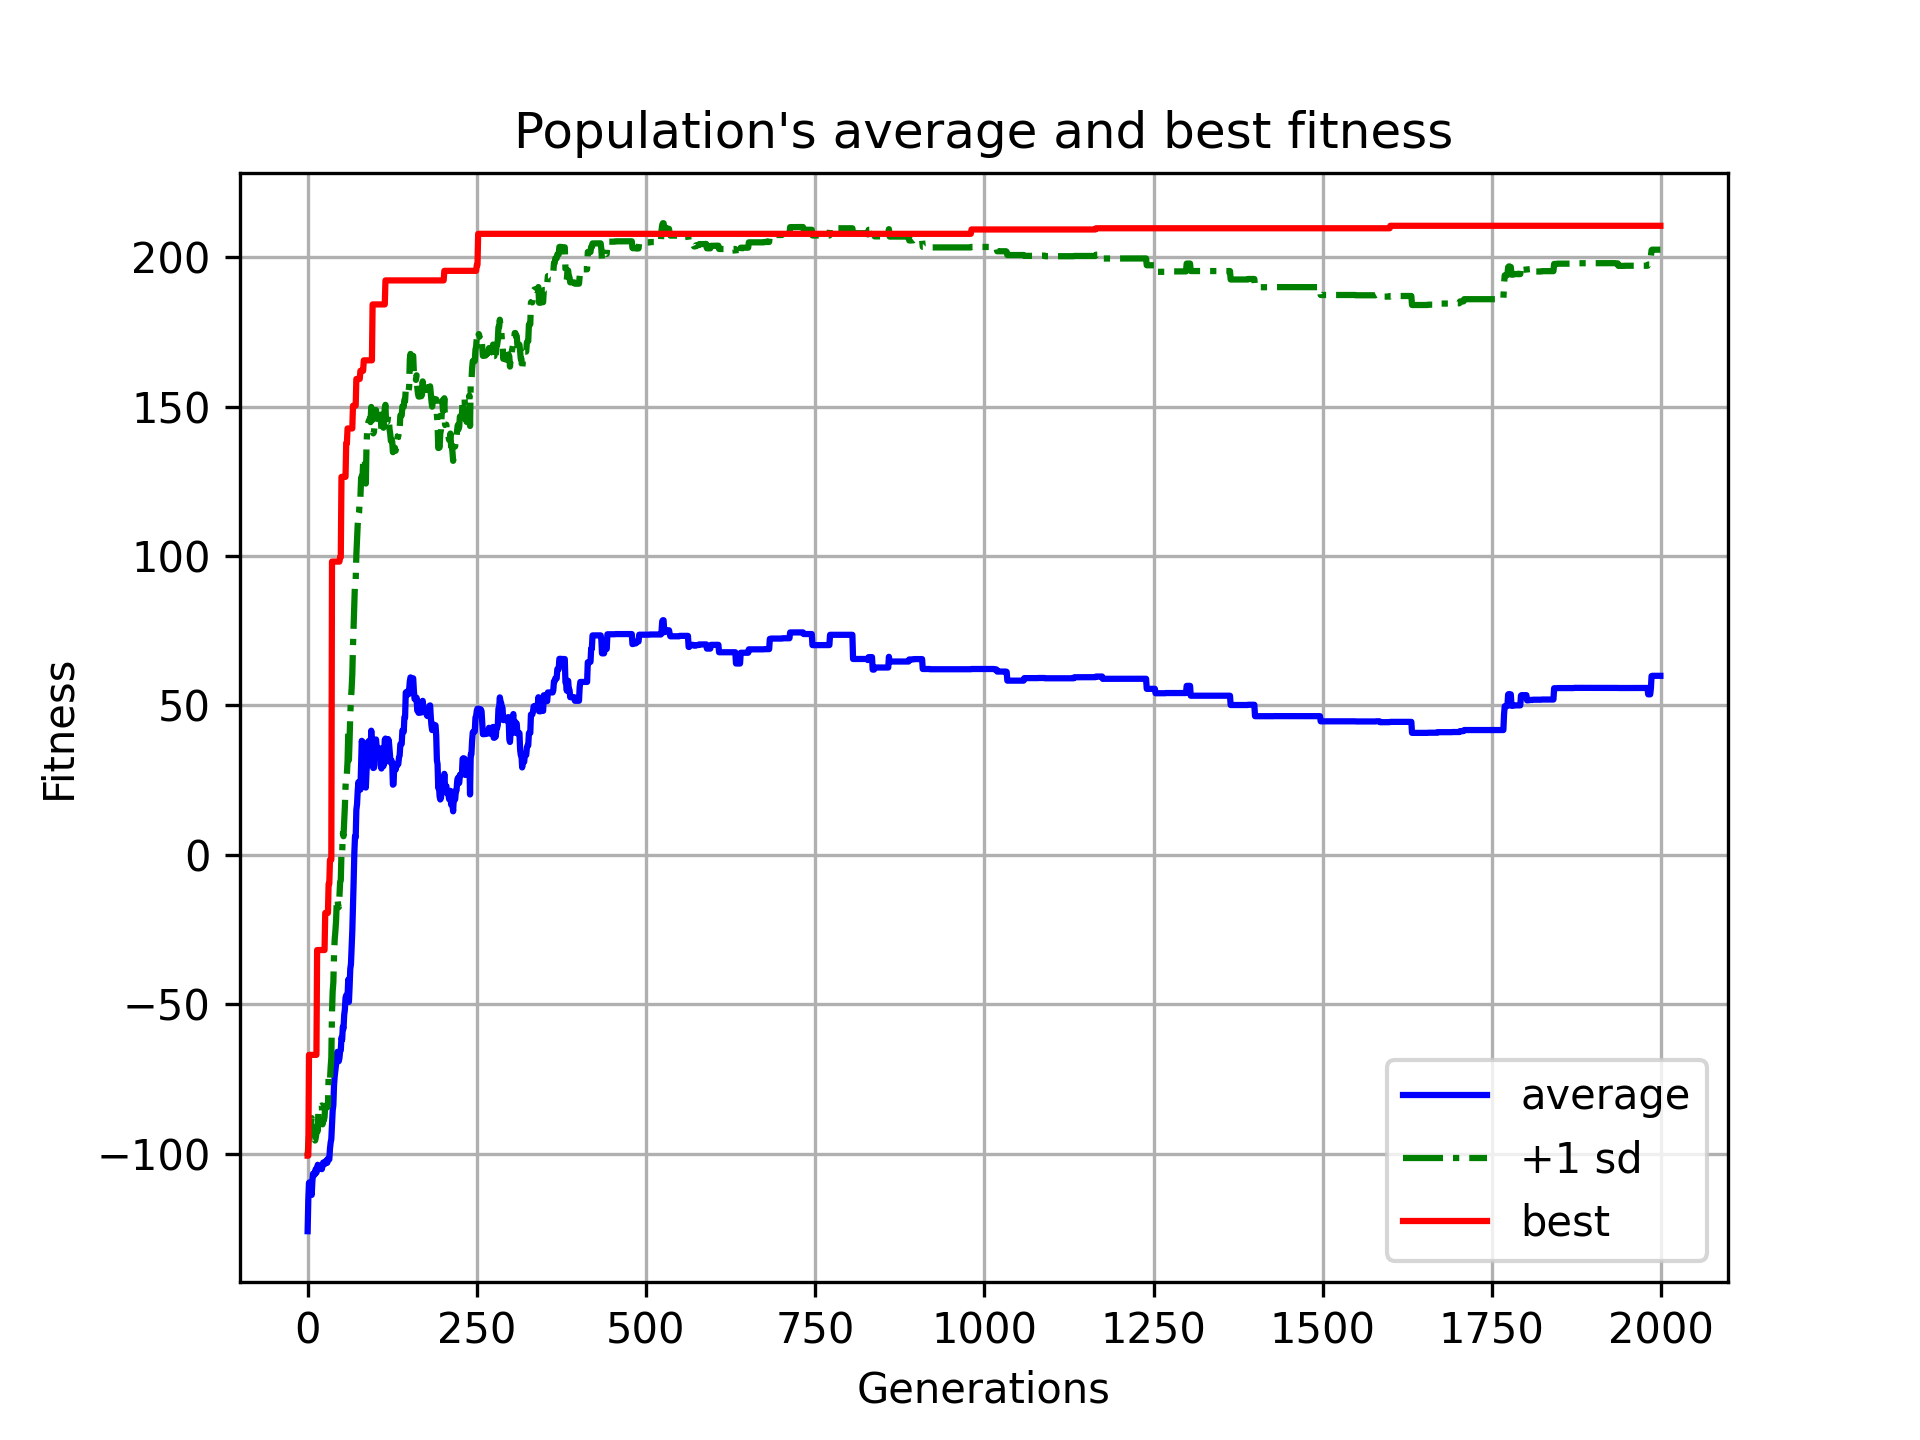 Population's average and best fitness
Fitness
200
150
100
50
0
−50
−100
0 250 500 750 1000 1250 1500 1750 2000
Generations
average
+1 sd
best